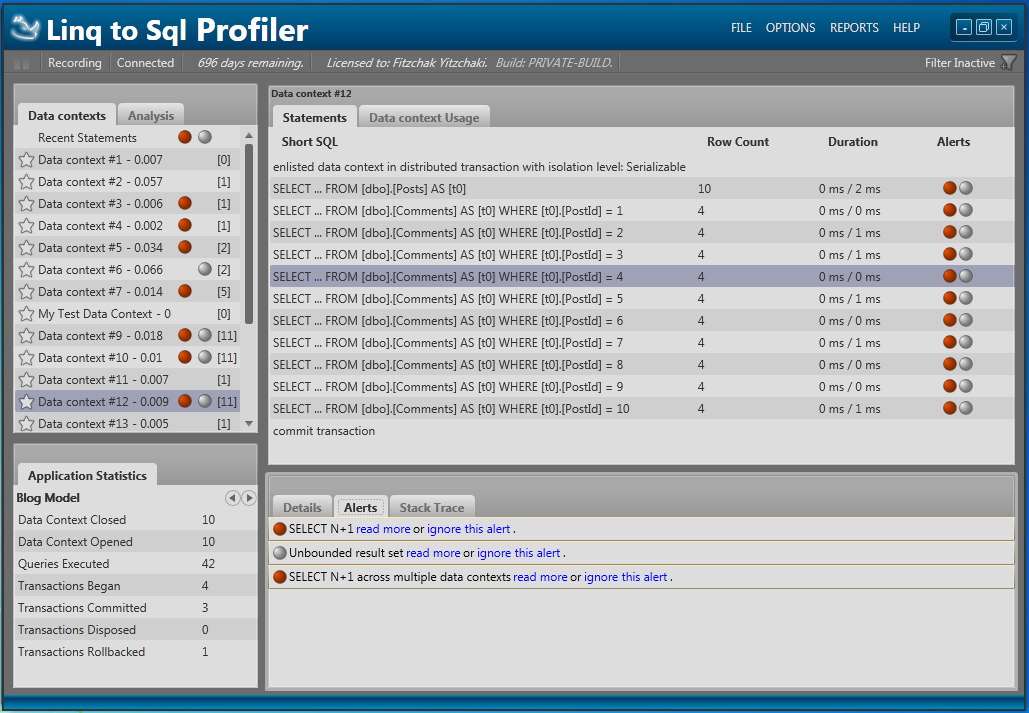 Linq to Sql Profiler
FILE OPTIONS REPORTS HELP
Recording Connected 696 days remaining. Licensed to: Fitzchak Yitzchaki. Build: PRIVATE-BUILD. Filter Inactive
Data contexts Analysis
Recent Statements
Data context #1 - 0.007 [0]
Data context #2 - 0.057 [1]
Data context #3 - 0.006 [1]
Data context #4 - 0.002 [1]
Data context #5 - 0.034 [2]
Data context #6 - 0.066 [2]
Data context #7 - 0.014 [5]
My Test Data Context - 0 [0]
Data context #9 - 0.018 [11]
Data context #10 - 0.01 [11]
Data context #11 - 0.007 [1]
Data context #12 - 0.009 [11]
Data context #13 - 0.005 [1]
Application Statistics
Blog Model
Data Context Closed 10
Data Context Opened 10
Queries Executed 42
Transactions Began 4
Transactions Committed 3
Transactions Disposed 0
Transactions Rollbacked 1
Data context #12
Statements Data context Usage
Short SQL Row Count Duration Alerts
enlisted data context in distributed transaction with isolation level: Serializable
SELECT ... FROM [dbo].[Posts] AS [t0] 10 0 ms / 2 ms
SELECT ... FROM [dbo].[Comments] AS [t0] WHERE [t0].[PostId] = 1 4 0 ms / 0 ms
SELECT ... FROM [dbo].[Comments] AS [t0] WHERE [t0].[PostId] = 2 4 0 ms / 1 ms
SELECT ... FROM [dbo].[Comments] AS [t0] WHERE [t0].[PostId] = 3 4 0 ms / 1 ms
SELECT ... FROM [dbo].[Comments] AS [t0] WHERE [t0].[PostId] = 4 4 0 ms / 0 ms
SELECT ... FROM [dbo].[Comments] AS [t0] WHERE [t0].[PostId] = 5 4 0 ms / 1 ms
SELECT ... FROM [dbo].[Comments] AS [t0] WHERE [t0].[PostId] = 6 4 0 ms / 1 ms
SELECT ... FROM [dbo].[Comments] AS [t0] WHERE [t0].[PostId] = 7 4 0 ms / 1 ms
SELECT ... FROM [dbo].[Comments] AS [t0] WHERE [t0].[PostId] = 8 4 0 ms / 0 ms
SELECT ... FROM [dbo].[Comments] AS [t0] WHERE [t0].[PostId] = 9 4 0 ms / 0 ms
SELECT ... FROM [dbo].[Comments] AS [t0] WHERE [t0].[PostId] = 10 4 0 ms / 1 ms
commit transaction
Details Alerts Stack Trace
SELECT N+1 read more or ignore this alert .
Unbounded result set read more or ignore this alert .
SELECT N+1 across multiple data contexts read more or ignore this alert .